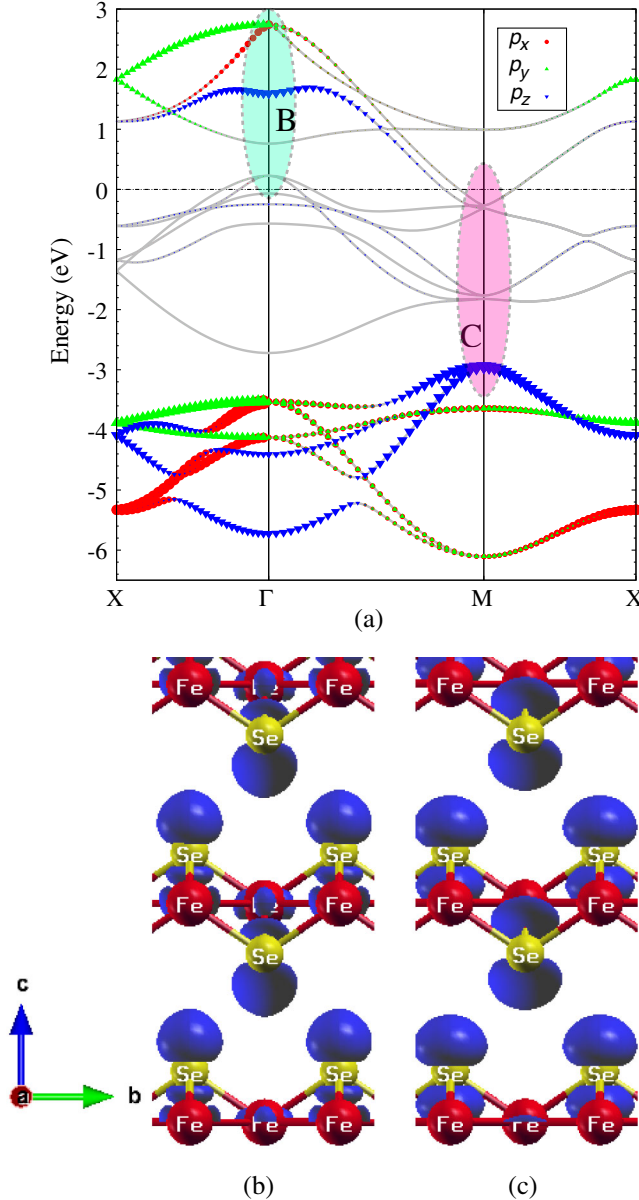 3
2
1
0
-1
-2
-3
-4
-5
-6
Energy (eV)
p_x
p_y
p_z
B
C
X Γ M X
(a)
Fe Fe Fe Fe
Se Se
Se Se Se Se
Fe Fe Fe Fe
Se Se
c
Se Se Se Se
a b
Fe Fe Fe Fe Fe Fe
(b) (c)